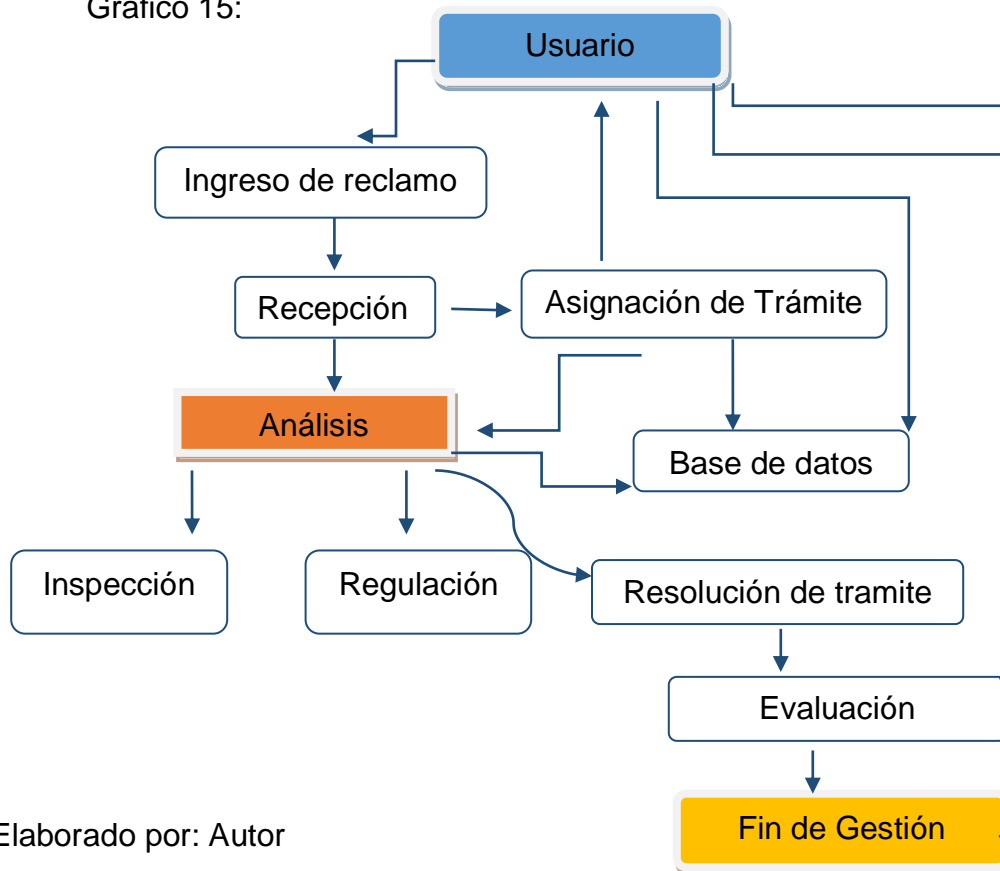 Gráfico 15:
Usuario
Ingreso de reclamo
Recepción
Asignación de Trámite
Análisis
Base de datos
Inspección
Regulación
Resolución de tramite
Evaluación
Fin de Gestión
Elaborado por: Autor